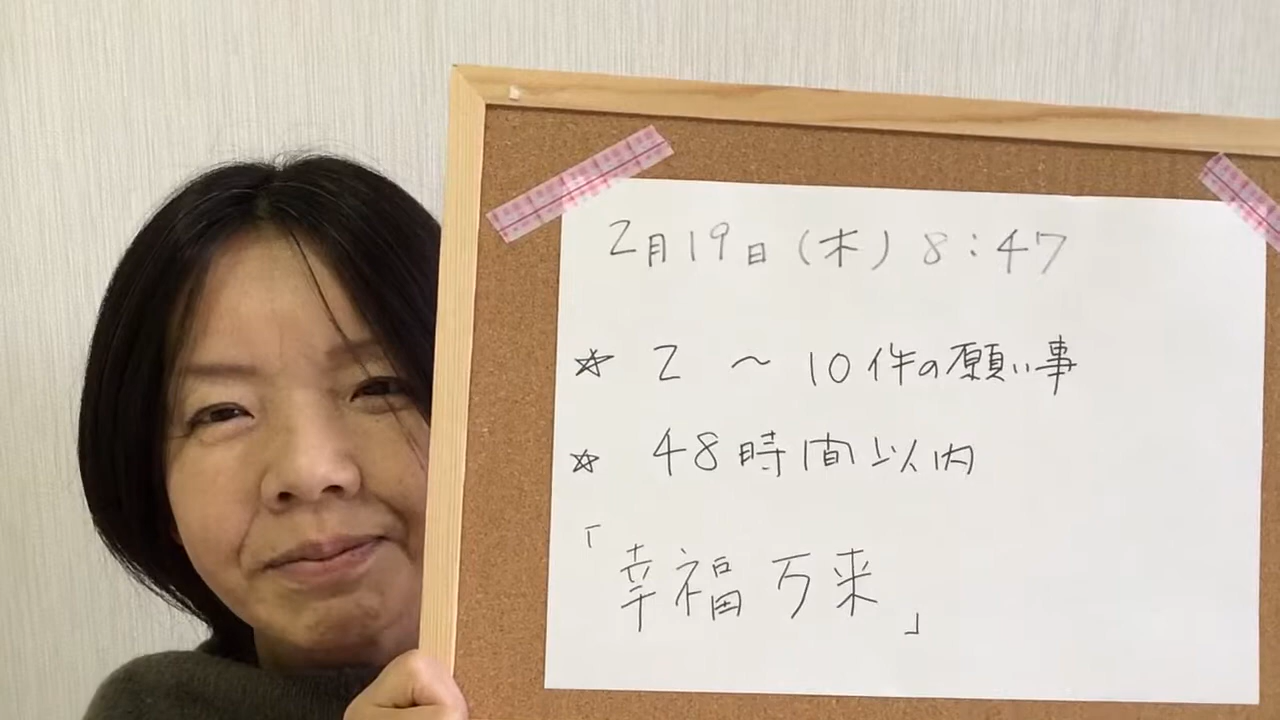 2月19日(木)8:47
☆ 2 〜 10件の願い事
☆ 48時間以内
「幸福万来」